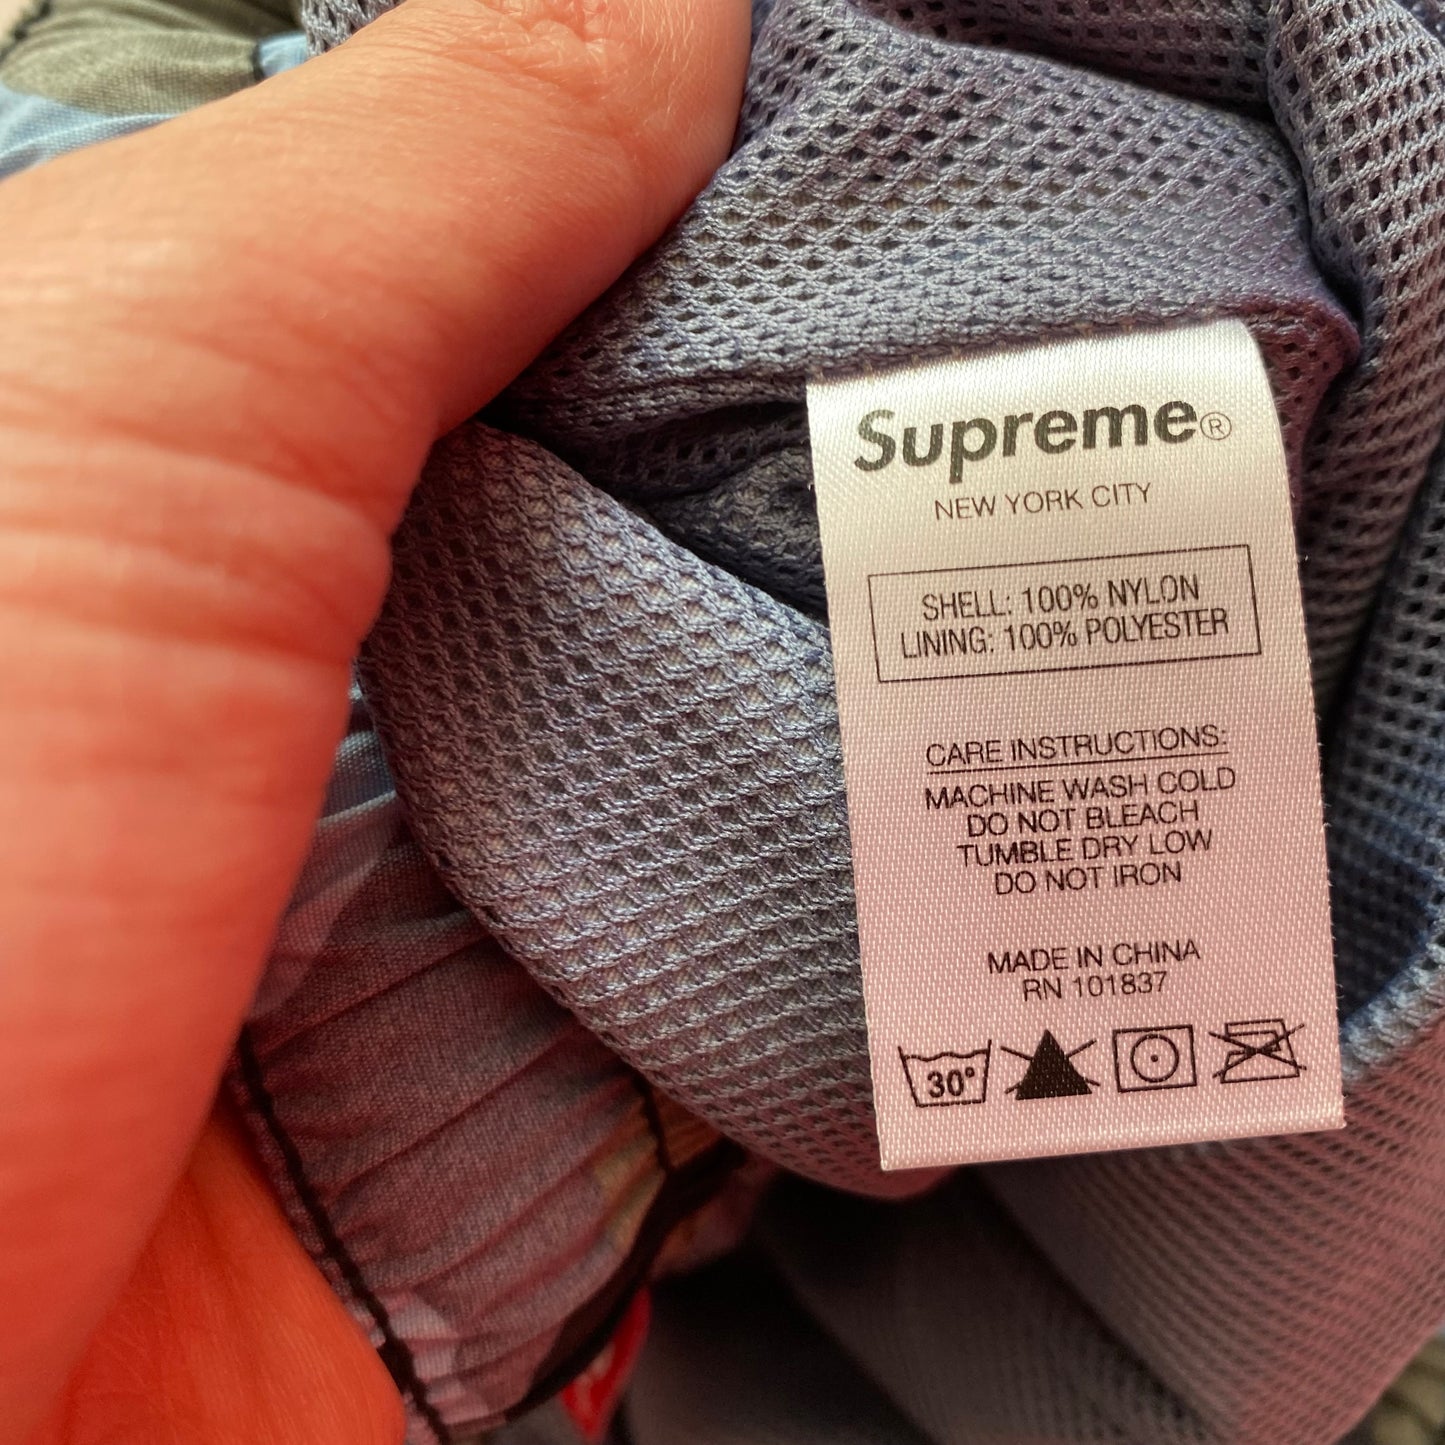 Supreme®
NEW YORK CITY
SHELL: 100% NYLON
LINING: 100% POLYESTER
CARE INSTRUCTIONS:
MACHINE WASH COLD
DO NOT BLEACH
TUMBLE DRY LOW
DO NOT IRON
MADE IN CHINA
RN 101837
30°